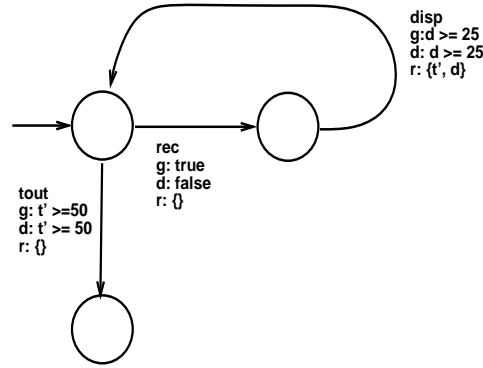 disp
g:d >= 25
d: d >= 25
r: {t', d}
rec
g: true
d: false
r: {}
tout
g: t' >=50
d: t' >= 50
r: {}